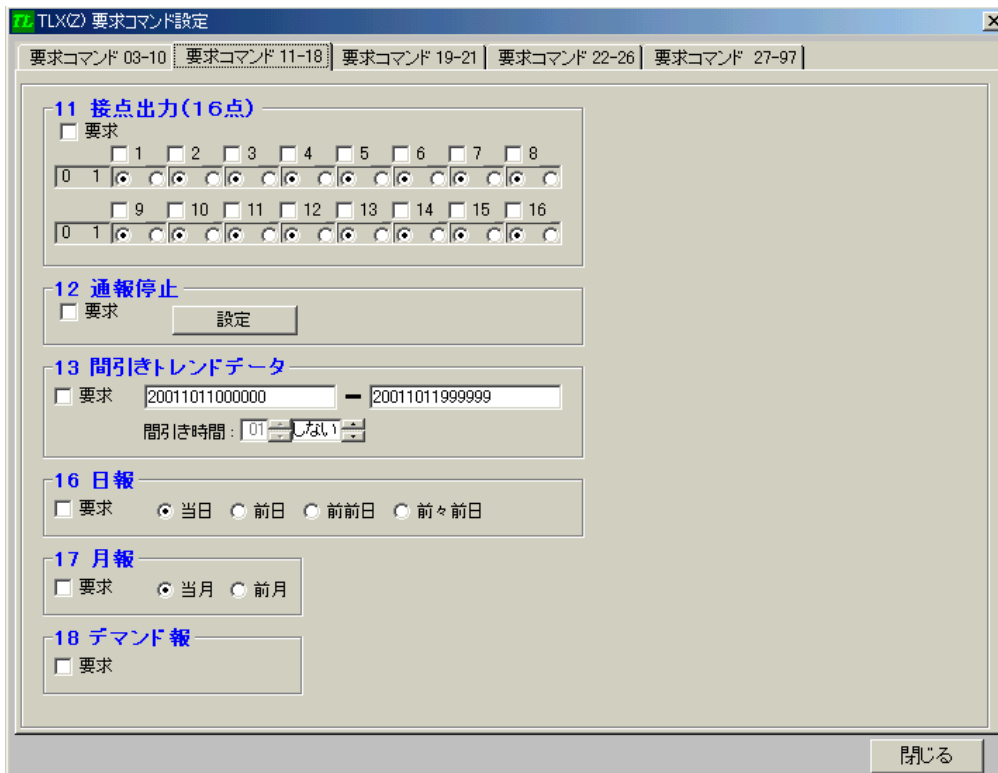 TL TLX(Z) 要求コマンド設定
要求コマンド 03-10 要求コマンド 11-18 要求コマンド 19-21 要求コマンド 22-26 要求コマンド 27-97
11 接点出力(16点)
要求
1 2 3 4 5 6 7 8
0 1
9 10 11 12 13 14 15 16
0 1
12 通報停止
要求 設定
13 間引きトレンドデータ
要求 20011011000000 ー 20011011999999
間引き時間 : 01 しない
16 日報
要求 当日 前日 前前日 前々前日
17 月報
要求 当月 前月
18 デマンド報
要求
閉じる